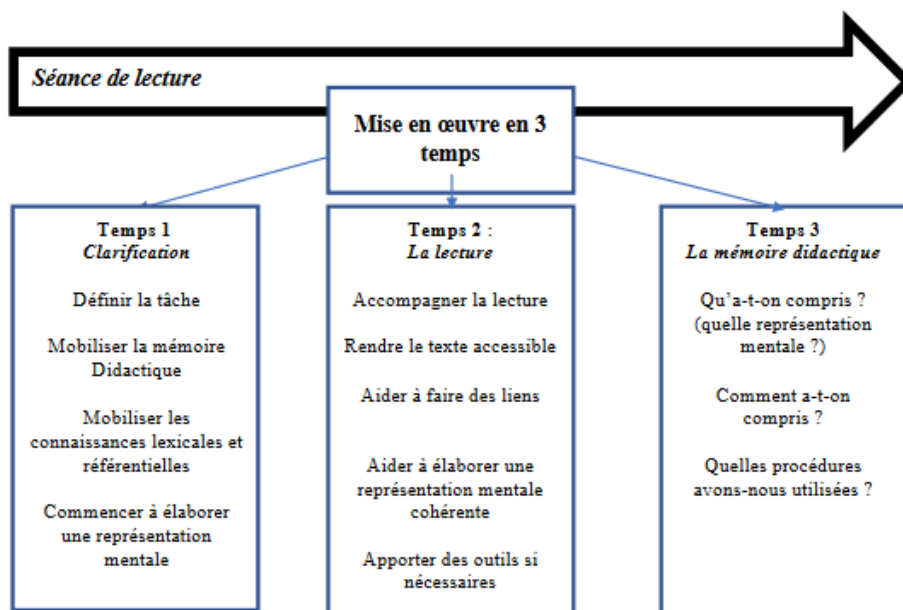 Séance de lecture
Mise en œuvre en 3
temps
Temps 1
Clarification
Définir la tâche
Mobiliser la mémoire
Didactique
Mobiliser les
connaissances lexicales et
référentielles
Commencer à élaborer
une représentation
mentale
Temps 2 :
La lecture
Accompagner la lecture
Rendre le texte accessible
Aider à faire des liens
Aider à élaborer une
représentation mentale
cohérente
Apporter des outils si
nécessaires
Temps 3
La mémoire didactique
Qu'a-t-on compris ?
(quelle représentation
mentale ?)
Comment a-t-on
compris ?
Quelles procédures
avons-nous utilisées ?